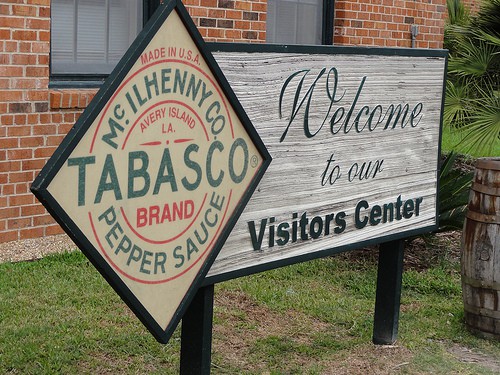 MADE IN U.S.A.
McILHENNY CO.
AVERY ISLAND
LA.
TABASCO®
BRAND
PEPPER SAUCE
Welcome
to our
Visitors Center